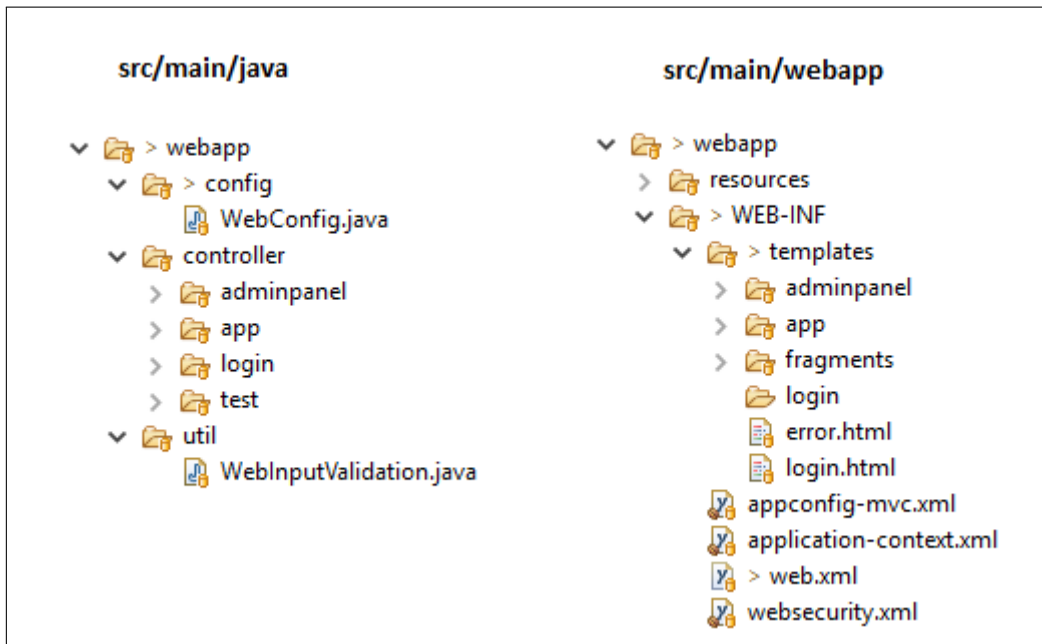 src/main/java
> webapp
> config
WebConfig.java
controller
adminpanel
app
login
test
util
WebInputValidation.java
src/main/webapp
> webapp
resources
> WEB-INF
> templates
adminpanel
app
fragments
login
error.html
login.html
appconfig-mvc.xml
application-context.xml
> web.xml
websecurity.xml